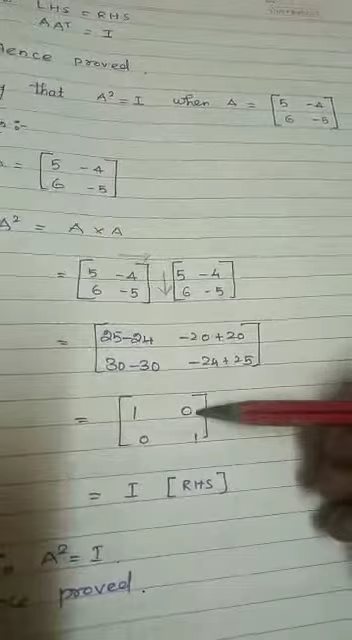 LHS = RHS
AAT = I
Hence proved.
that A² = I when A = [5 -4
6 -5]
= [5 -4
6 -5]
A² = A × A
= [5 -4
6 -5] ↓ [5 -4
6 -5]
= [25-24 -20+20
30-30 -24+25]
= [1 0
0 1]
= I [RHS]
A² = I.
proved.